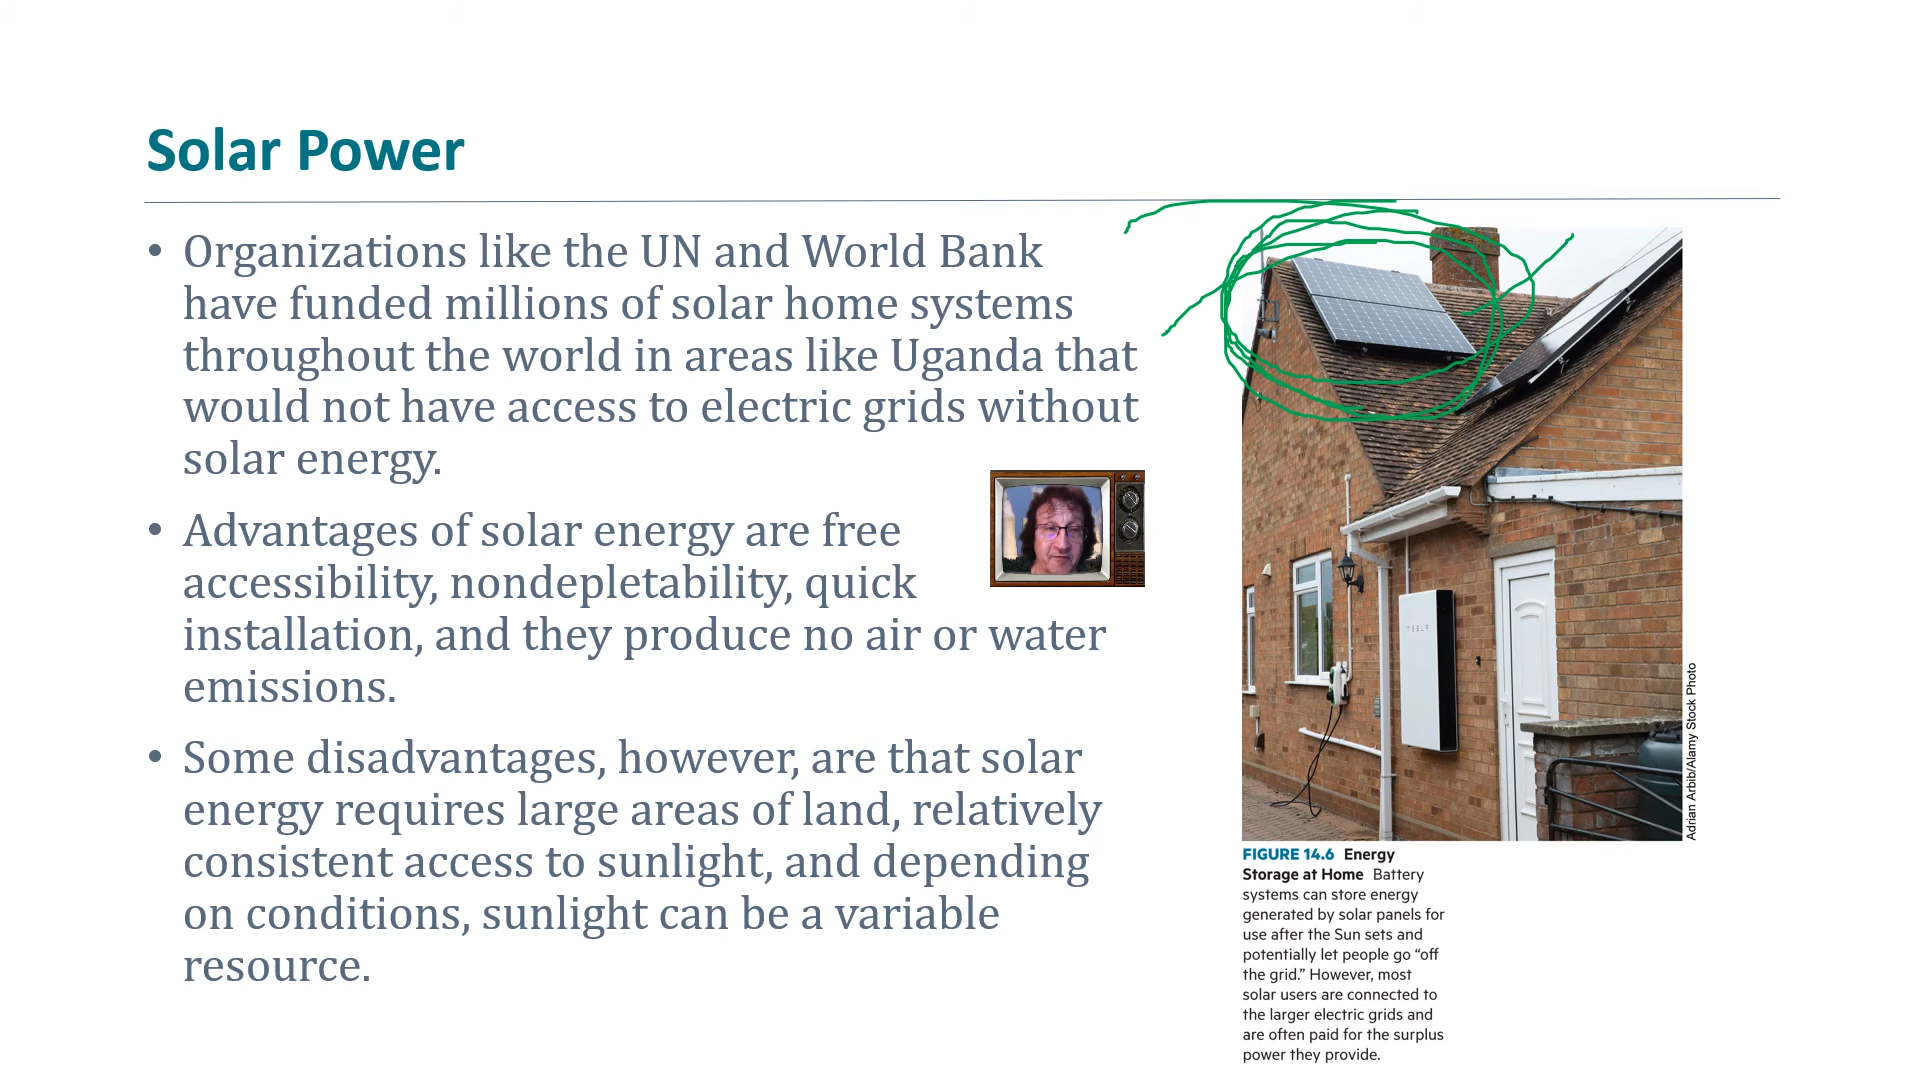 Solar Power
• Organizations like the UN and World Bank
have funded millions of solar home systems
throughout the world in areas like Uganda that
would not have access to electric grids without
solar energy.
• Advantages of solar energy are free
accessibility, nondepletability, quick
installation, and they produce no air or water
emissions.
• Some disadvantages, however, are that solar
energy requires large areas of land, relatively
consistent access to sunlight, and depending
on conditions, sunlight can be a variable
resource.
TESLA
Adrian Arbib/Alamy Stock Photo
FIGURE 14.6 Energy
Storage at Home Battery
systems can store energy
generated by solar panels for
use after the Sun sets and
potentially let people go “off
the grid.” However, most
solar users are connected to
the larger electric grids and
are often paid for the surplus
power they provide.